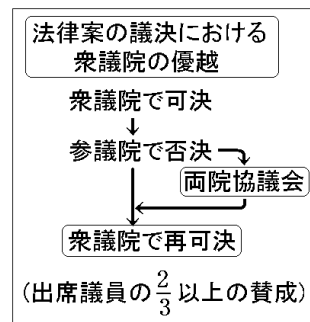 法律案の議決における
衆議院の優越
衆議院で可決
参議院で否決
両院協議会
衆議院で再可決
(出席議員の2/3以上の賛成)